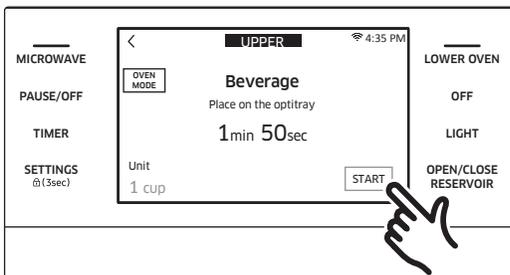 MICROWAVE
PAUSE/OFF
TIMER
SETTINGS
(3sec)
UPPER
4:35 PM
OVEN
MODE
Beverage
Place on the optitray
1min 50sec
Unit
1 cup
START
LOWER OVEN
OFF
LIGHT
OPEN/CLOSE
RESERVOIR